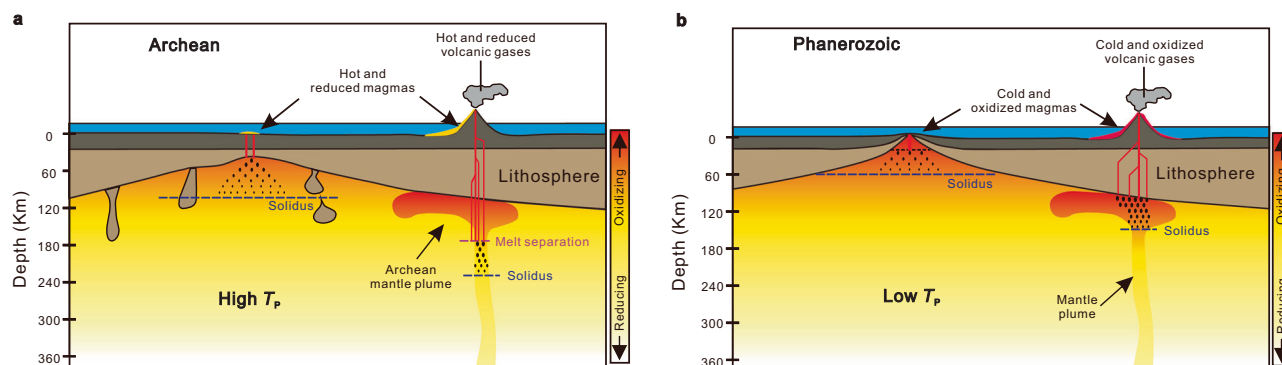 a
Archean
Hot and reduced
volcanic gases
Hot and
reduced magmas
0
60
120
180
240
300
360
Depth (Km)
Lithosphere
Solidus
Melt separation
Archean
mantle plume
Solidus
High TP
Oxidizing
Reducing
b
Phanerozoic
Cold and oxidized
volcanic gases
Cold and
oxidized magmas
0
60
120
180
240
300
360
Depth (Km)
Lithosphere
Solidus
Solidus
Mantle
plume
Low TP
Oxidizing
Reducing